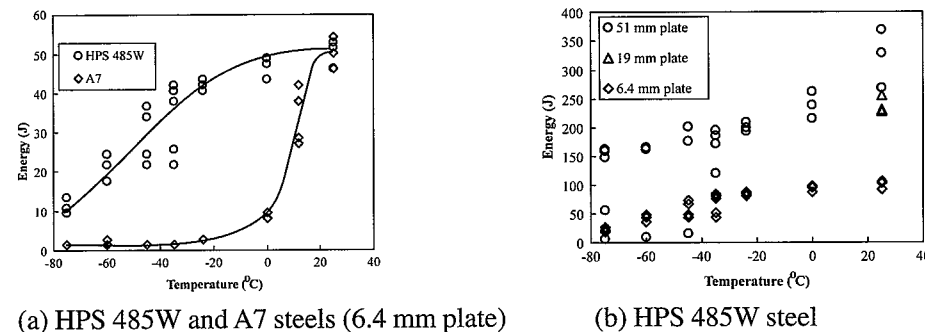 60
50
40
30
20
10
0
-80
-60
-40
-20
0
20
40
Energy (J)
Temperature (⁰C)
HPS 485W
A7
(a) HPS 485W and A7 steels (6.4 mm plate)
400
350
300
250
200
150
100
50
0
-80
-60
-40
-20
0
20
40
Energy (J)
Temperature (⁰C)
51 mm plate
19 mm plate
6.4 mm plate
(b) HPS 485W steel